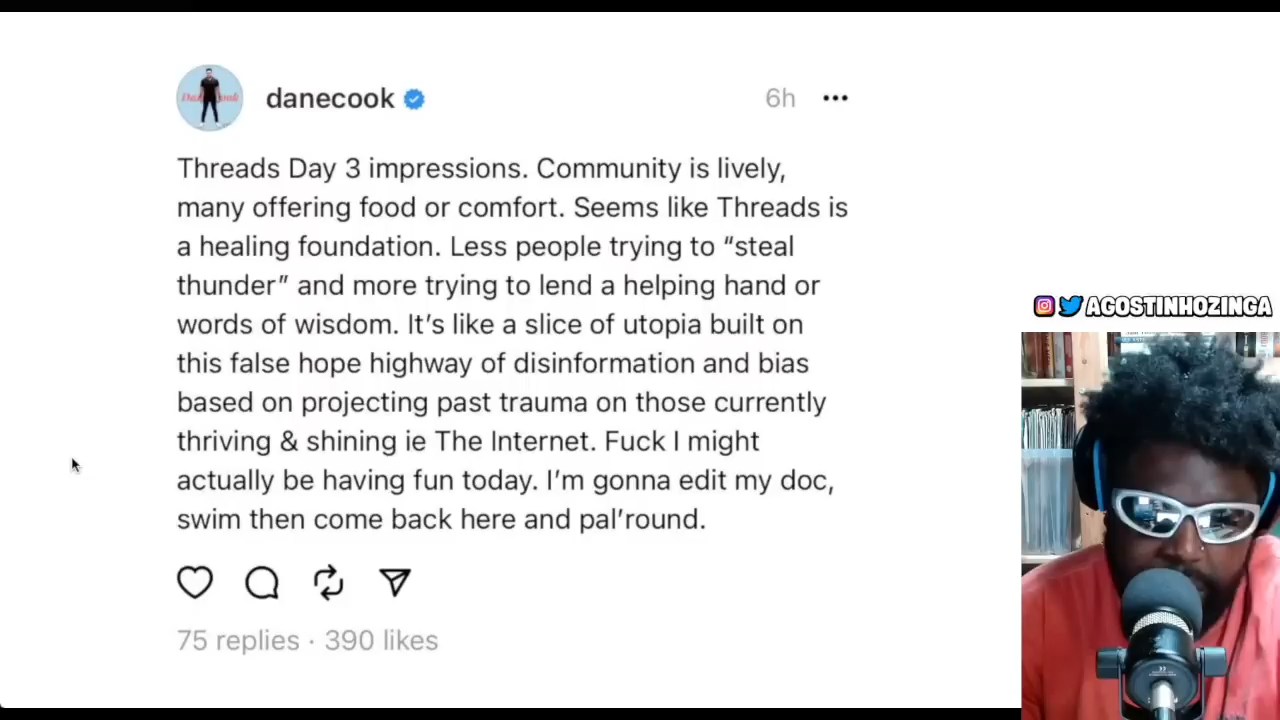 danecook
6h
Threads Day 3 impressions. Community is lively,
many offering food or comfort. Seems like Threads is
a healing foundation. Less people trying to “steal
thunder” and more trying to lend a helping hand or
words of wisdom. It’s like a slice of utopia built on
this false hope highway of disinformation and bias
based on projecting past trauma on those currently
thriving & shining ie The Internet. Fuck I might
actually be having fun today. I’m gonna edit my doc,
swim then come back here and pal’round.
75 replies · 390 likes
AGOSTINHOZINGA